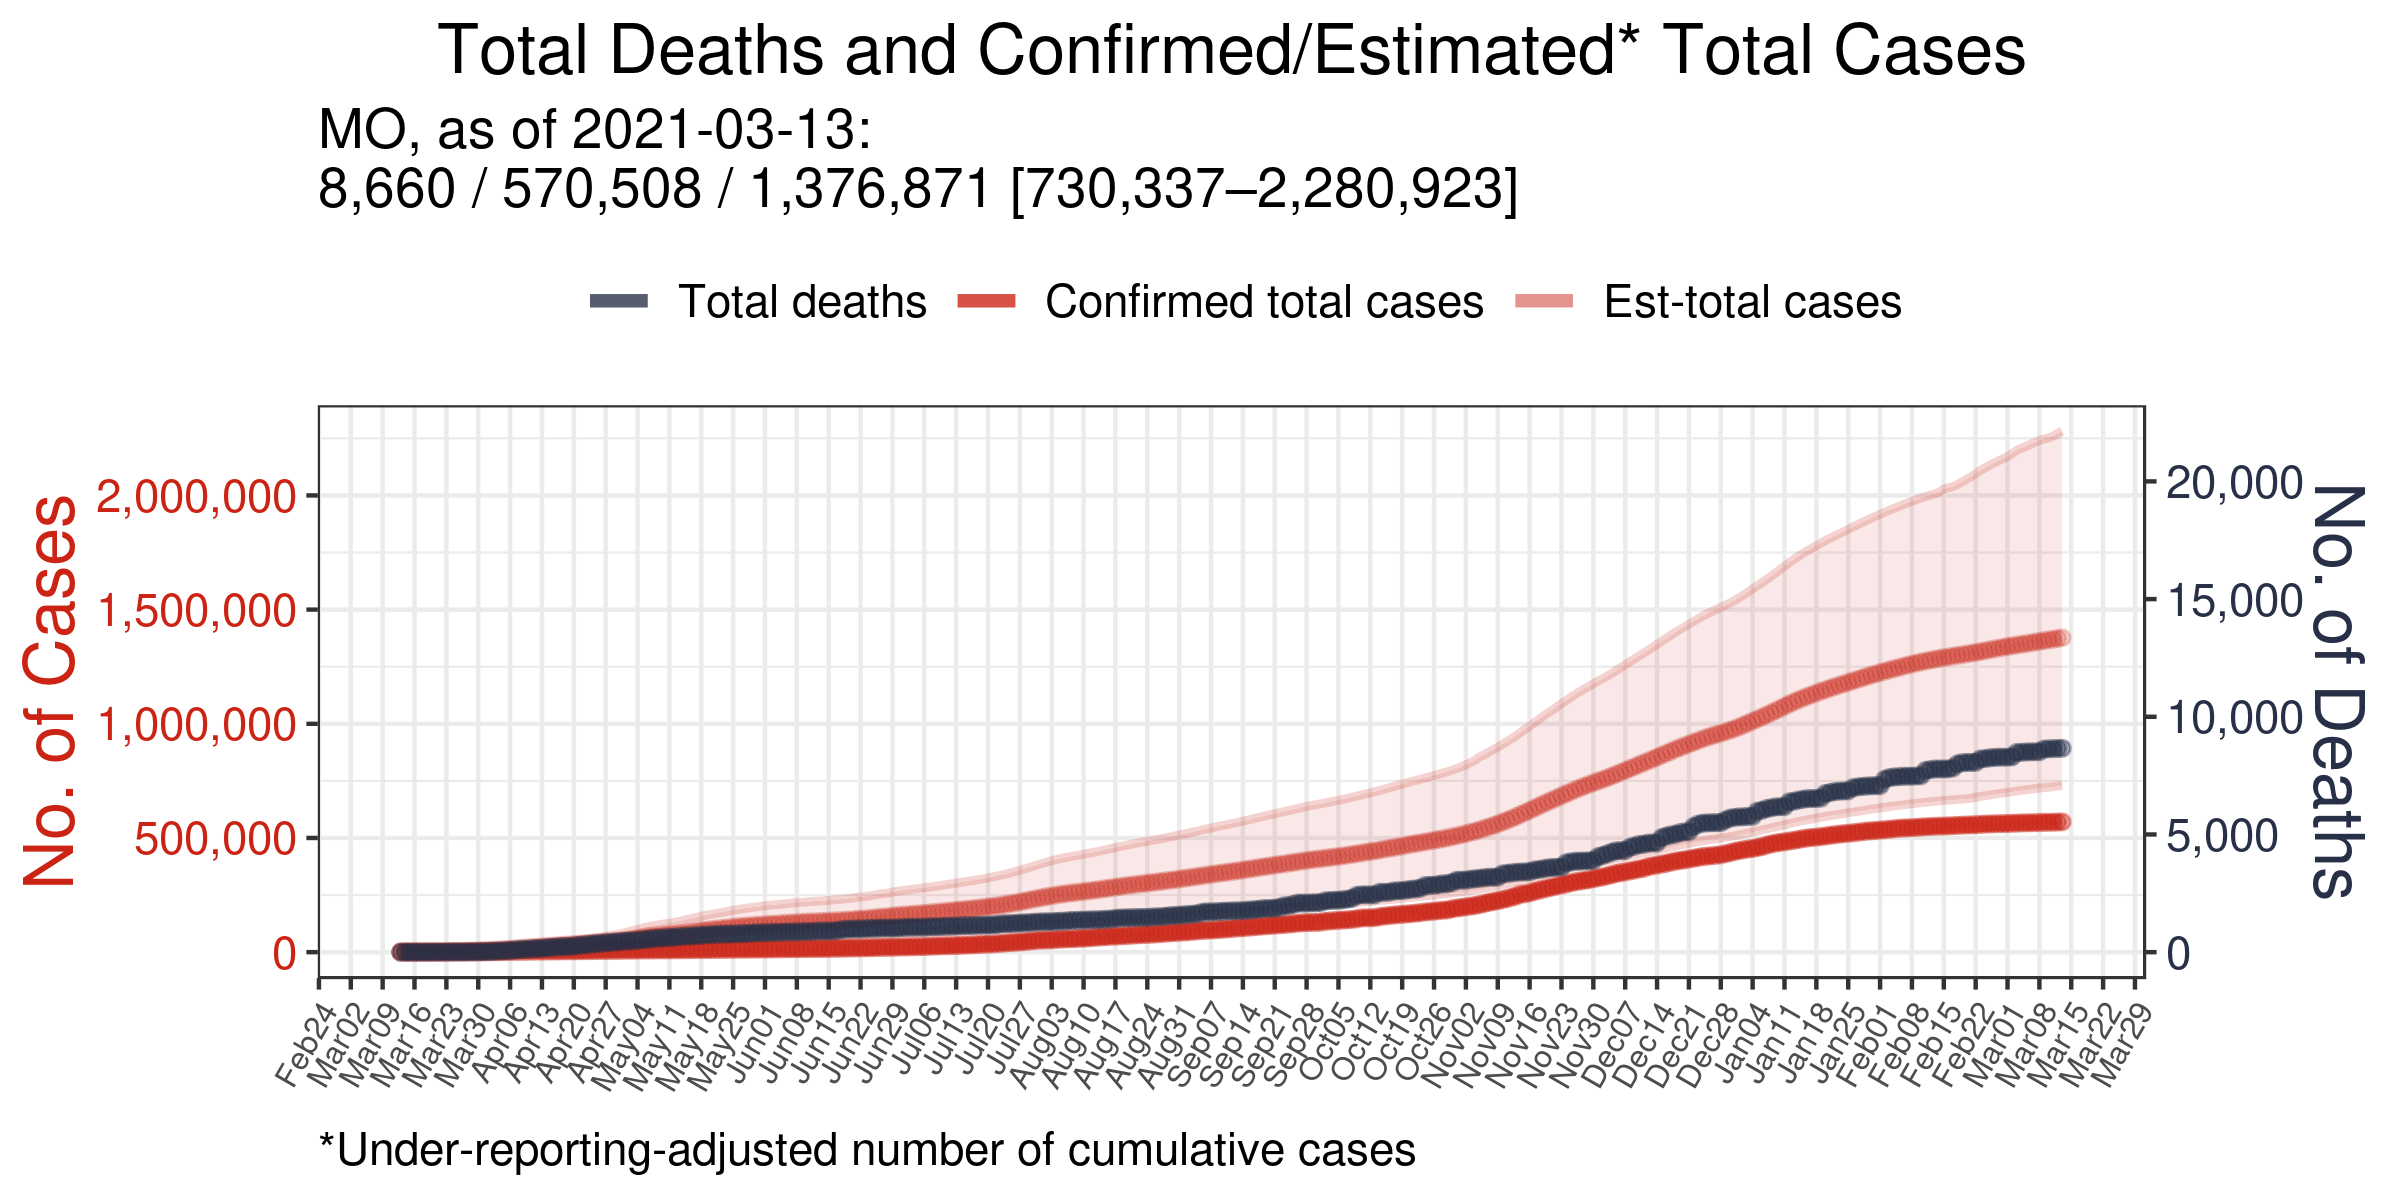 Total Deaths and Confirmed/Estimated* Total Cases
MO, as of 2021-03-13:
8,660 / 570,508 / 1,376,871 [730,337–2,280,923]
Total deaths
Confirmed total cases
Est-total cases
No. of Cases
2,000,000
1,500,000
1,000,000
500,000
0
20,000
15,000
10,000
5,000
0
No. of Deaths
Feb24
Mar02
Mar09
Mar16
Mar23
Mar30
Apr06
Apr13
Apr20
Apr27
May04
May11
May18
May25
Jun01
Jun08
Jun15
Jun22
Jun29
Jul06
Jul13
Jul20
Jul27
Aug03
Aug10
Aug17
Aug24
Aug31
Sep07
Sep14
Sep21
Sep28
Oct05
Oct12
Oct19
Oct26
Nov02
Nov09
Nov16
Nov23
Nov30
Dec07
Dec14
Dec21
Dec28
Jan04
Jan11
Jan18
Jan25
Feb01
Feb08
Feb15
Feb22
Mar01
Mar08
Mar15
Mar22
Mar29
*Under-reporting-adjusted number of cumulative cases